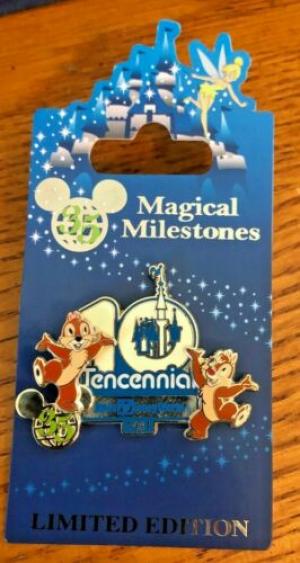 35
Magical
Milestones
10
Tencennial
35
LIMITED EDITION